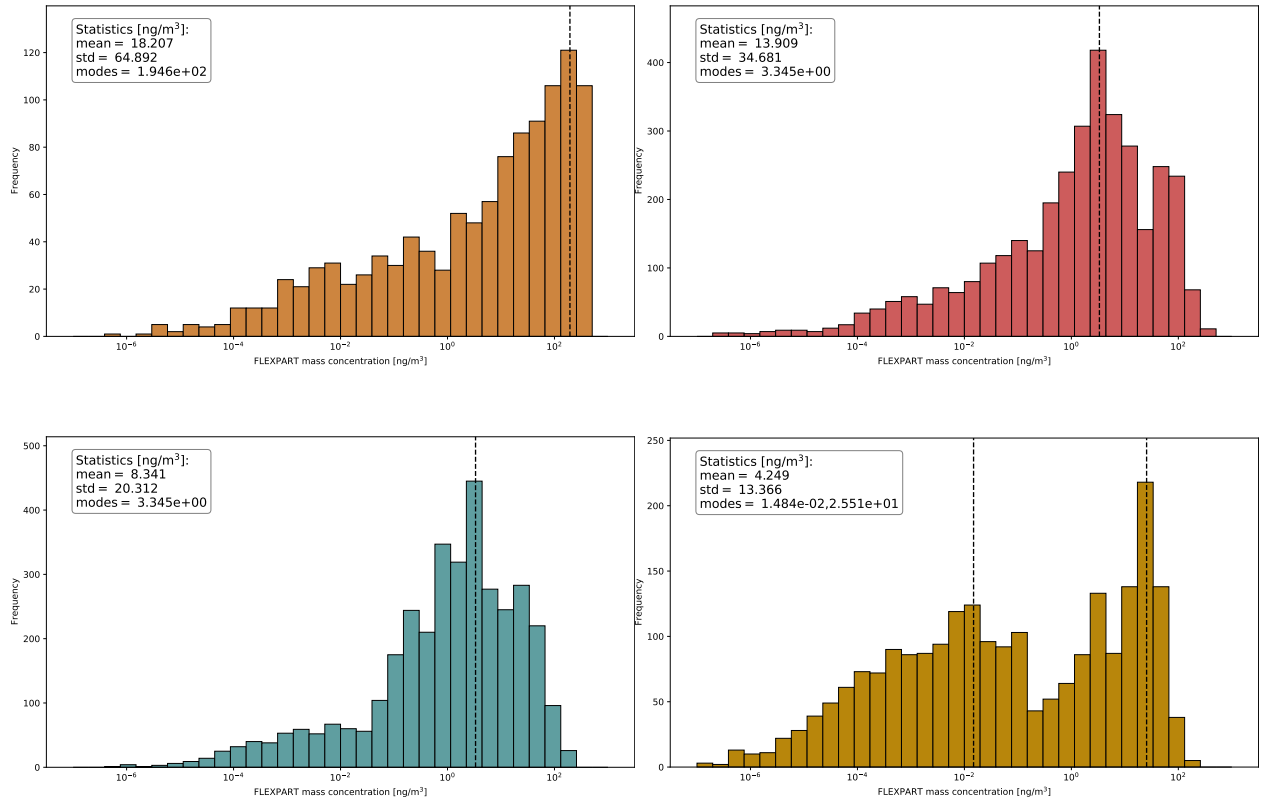 Statistics [ng/m³]:
mean = 18.207
std = 64.892
modes = 1.946e+02
120
100
80
60
40
20
0
Frequency
10⁻⁶ 10⁻⁴ 10⁻² 10⁰ 10²
FLEXPART mass concentration [ng/m³]
Statistics [ng/m³]:
mean = 13.909
std = 34.681
modes = 3.345e+00
400
300
200
100
0
Frequency
10⁻⁶ 10⁻⁴ 10⁻² 10⁰ 10²
FLEXPART mass concentration [ng/m³]
Statistics [ng/m³]:
mean = 8.341
std = 20.312
modes = 3.345e+00
500
400
300
200
100
0
Frequency
10⁻⁶ 10⁻⁴ 10⁻² 10⁰ 10²
FLEXPART mass concentration [ng/m³]
Statistics [ng/m³]:
mean = 4.249
std = 13.366
modes = 1.484e-02,2.551e+01
250
200
150
100
50
0
Frequency
10⁻⁶ 10⁻⁴ 10⁻² 10⁰ 10²
FLEXPART mass concentration [ng/m³]